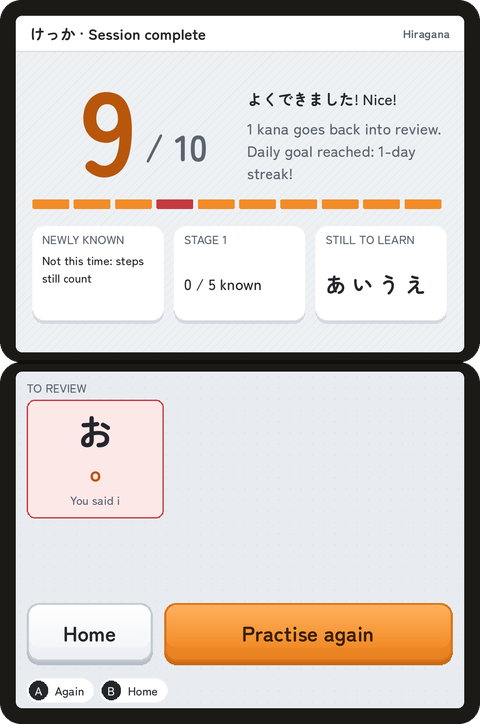 けっか · Session complete
Hiragana
9 / 10
よくできました! Nice!
1 kana goes back into review.
Daily goal reached: 1-day
streak!
NEWLY KNOWN
Not this time: steps
still count
STAGE 1
0 / 5 known
STILL TO LEARN
あ い う え
TO REVIEW
お
o
You said i
Home
Practise again
A Again
B Home